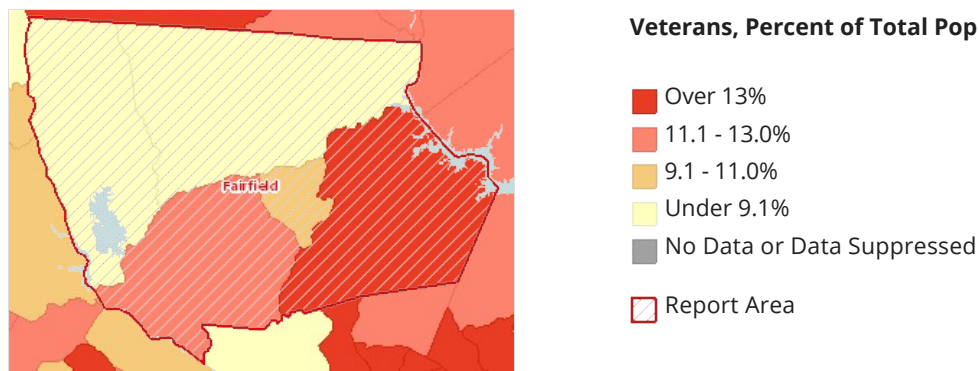 Fairfield
Veterans, Percent of Total Pop
Over 13%
11.1 - 13.0%
9.1 - 11.0%
Under 9.1%
No Data or Data Suppressed
Report Area